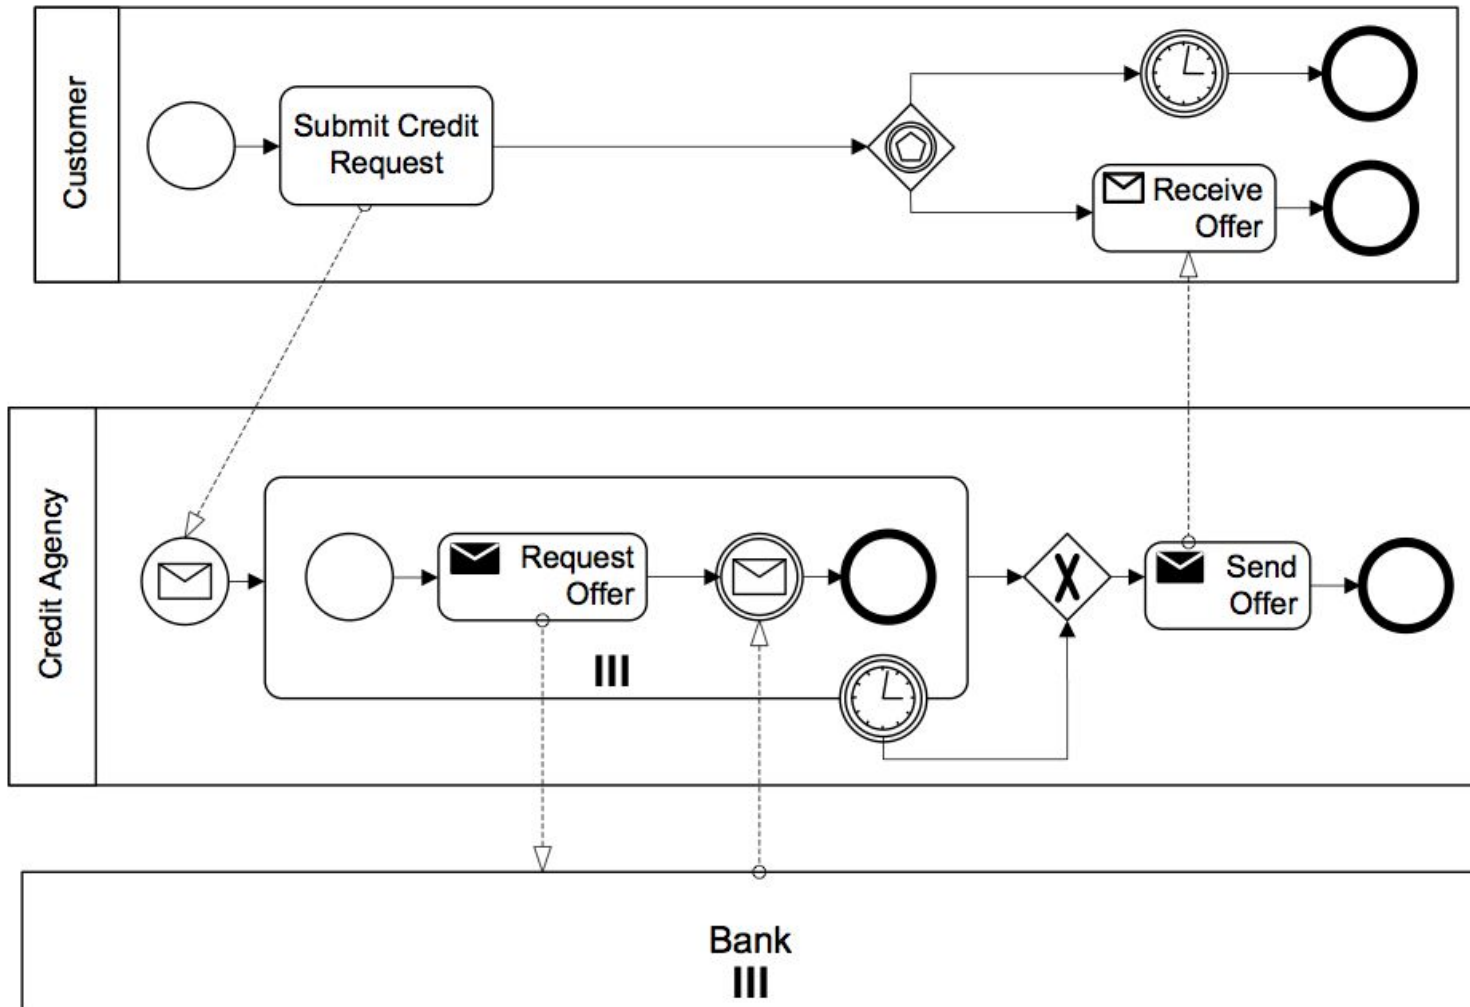 Customer
Submit Credit
Request
Receive
Offer
Credit Agency
Request
Offer
X
Send
Offer
Bank